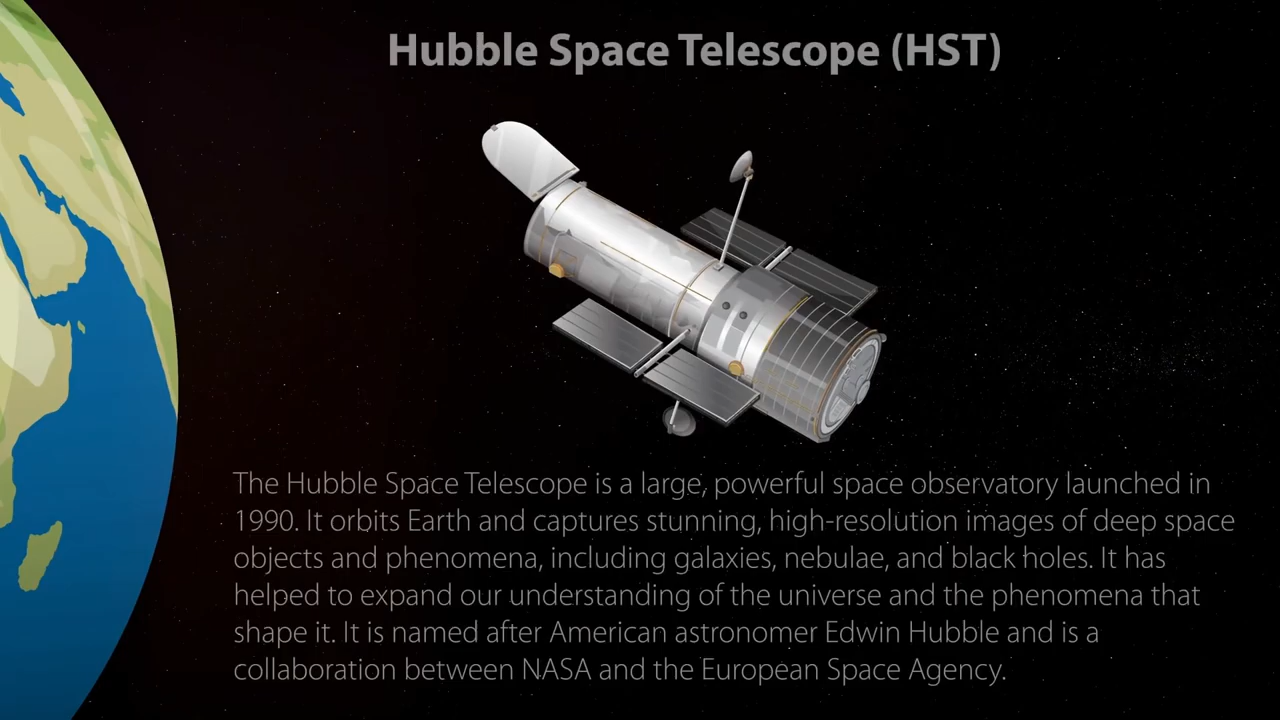 Hubble Space Telescope (HST)
The Hubble Space Telescope is a large, powerful space observatory launched in
1990. It orbits Earth and captures stunning, high-resolution images of deep space
objects and phenomena, including galaxies, nebulae, and black holes. It has
helped to expand our understanding of the universe and the phenomena that
shape it. It is named after American astronomer Edwin Hubble and is a
collaboration between NASA and the European Space Agency.